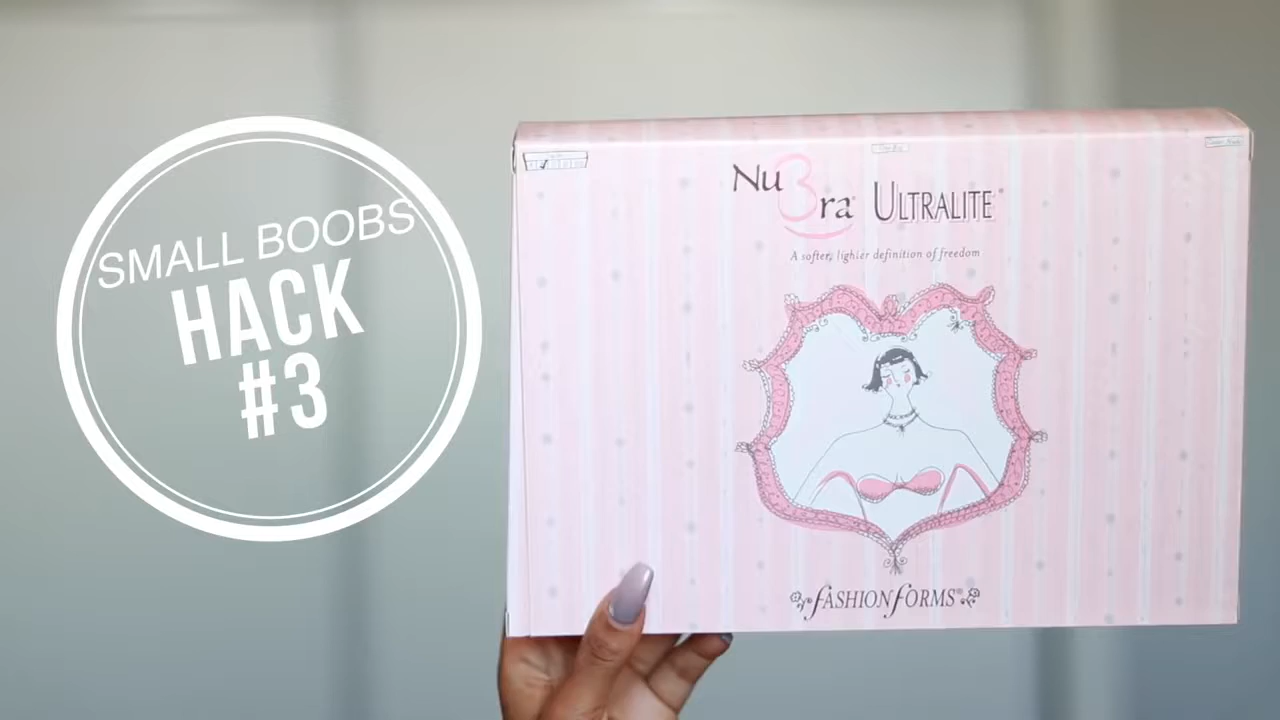 SMALL BOOBS
HACK
#3
NuBra® ULTRALITE®
A softer, lighter definition of freedom
fASHION fORMS®